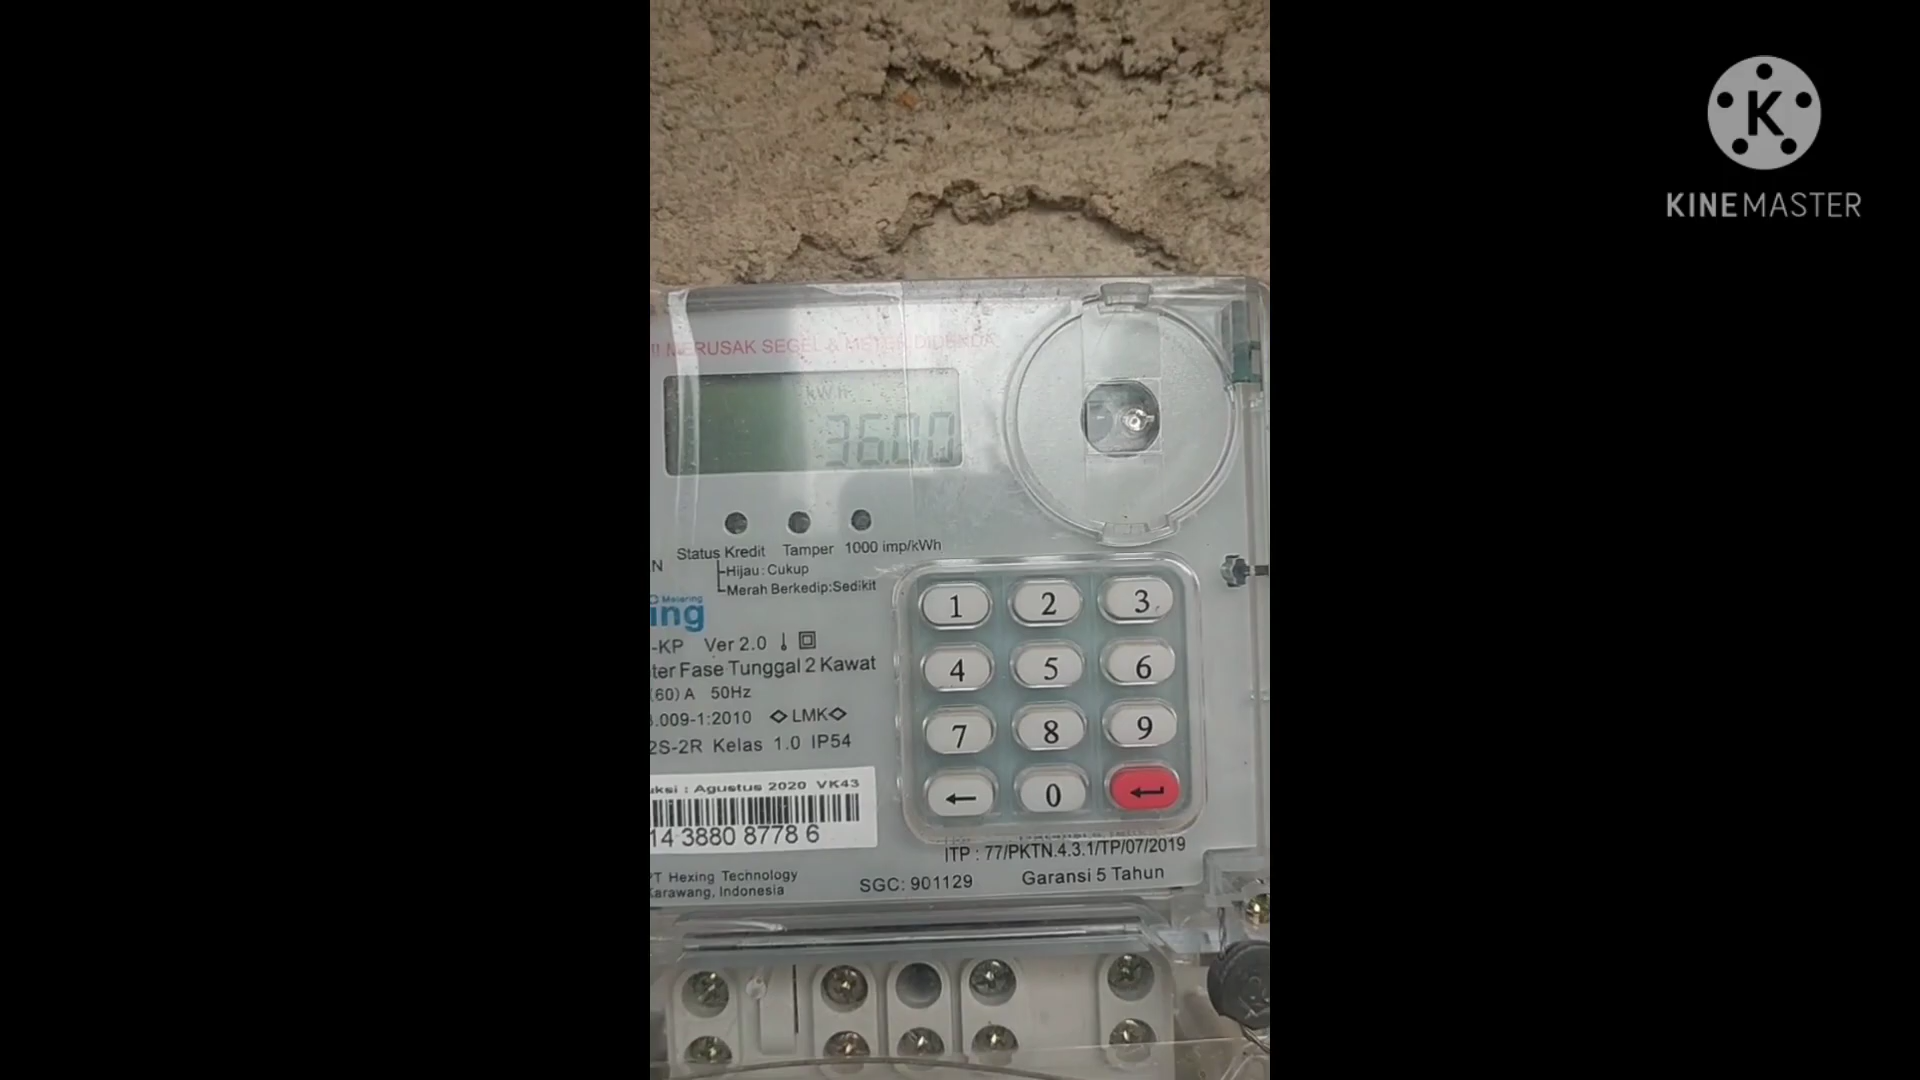 KINEMASTER
!! MERUSAK SEGEL & METER DIDENDA
kWh
36.00
Status Kredit Tamper 1000 imp/kWh
Hijau : Cukup
Merah Berkedip:Sedikit
N
Metering
ing
-KP Ver 2.0
ter Fase Tunggal 2 Kawat
(60) A 50Hz
.009-1:2010 LMK
2S-2R Kelas 1.0 IP54
uksi : Agustus 2020 VK43
14 3880 8778 6
PT Hexing Technology
Karawang, Indonesia
SGC: 901129
1 2 3
4 5 6
7 8 9
← 0 ↵
ITP : 77/PKTN.4.3.1/TP/07/2019
Garansi 5 Tahun